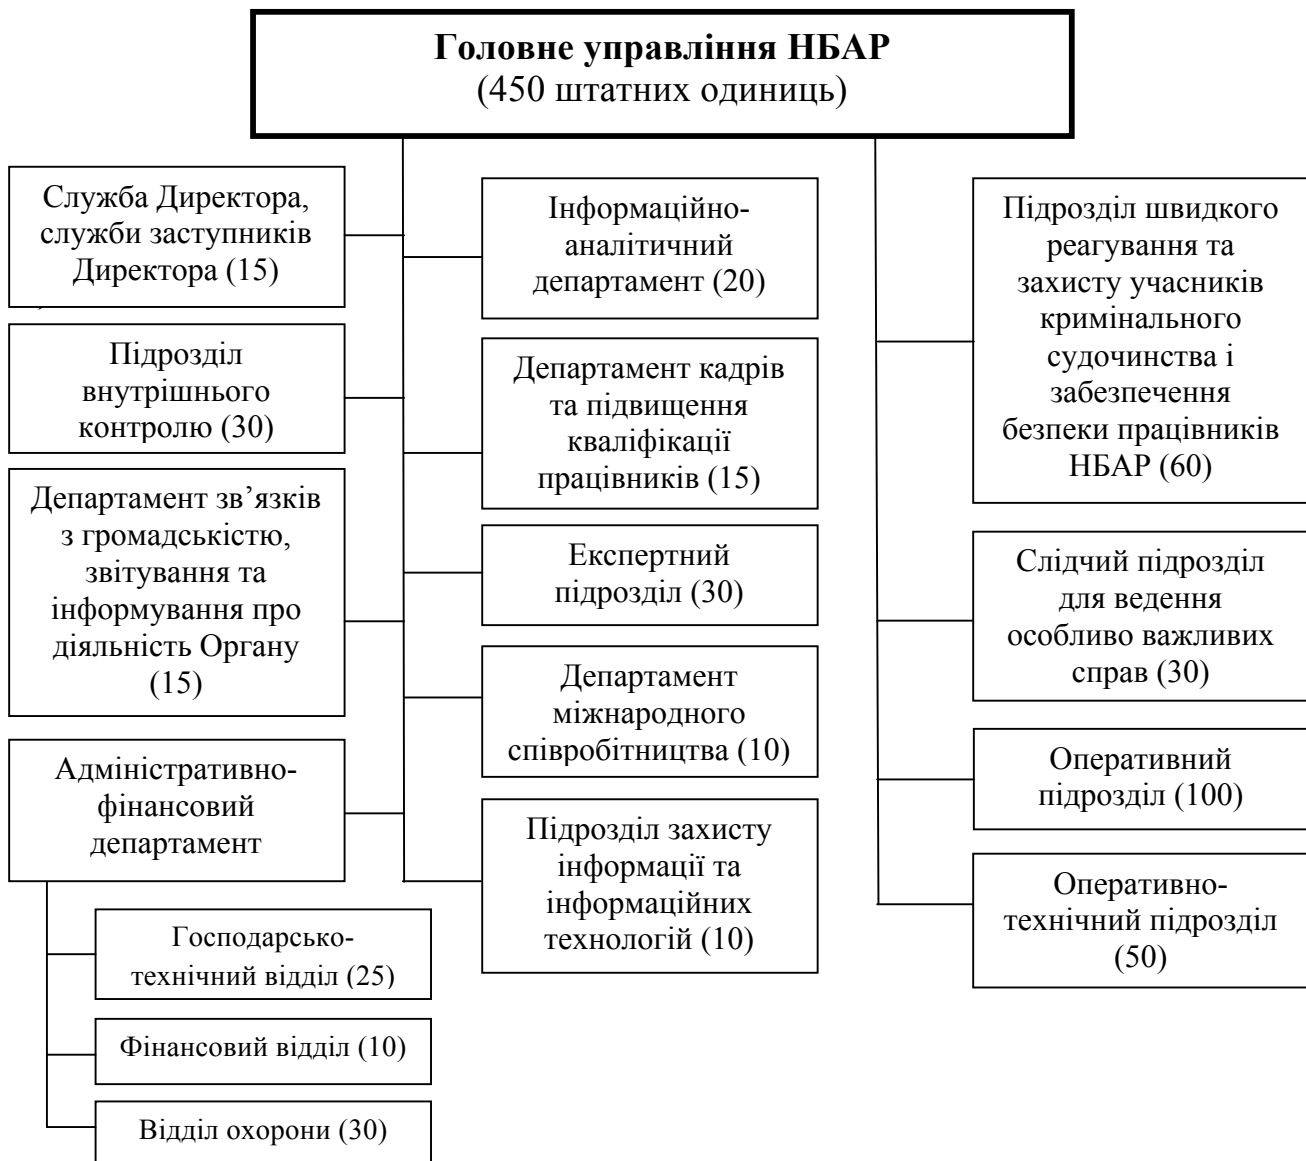 Головне управління НБАР
(450 штатних одиниць)
Служба Директора,
служби заступників
Директора (15)
Підрозділ
внутрішнього
контролю (30)
Департамент зв’язків
з громадськістю,
звітування та
інформування про
діяльність Органу
(15)
Адміністративно-
фінансовий
департамент
Господарсько-
технічний відділ (25)
Фінансовий відділ (10)
Відділ охорони (30)
Інформаційно-
аналітичний
департамент (20)
Департамент кадрів
та підвищення
кваліфікації
працівників (15)
Експертний
підрозділ (30)
Департамент
міжнародного
співробітництва (10)
Підрозділ захисту
інформації та
інформаційних
технологій (10)
Підрозділ швидкого
реагування та
захисту учасників
кримінального
судочинства і
забезпечення
безпеки працівників
НБАР (60)
Слідчий підрозділ
для ведення
особливо важливих
справ (30)
Оперативний
підрозділ (100)
Оперативно-
технічний підрозділ
(50)